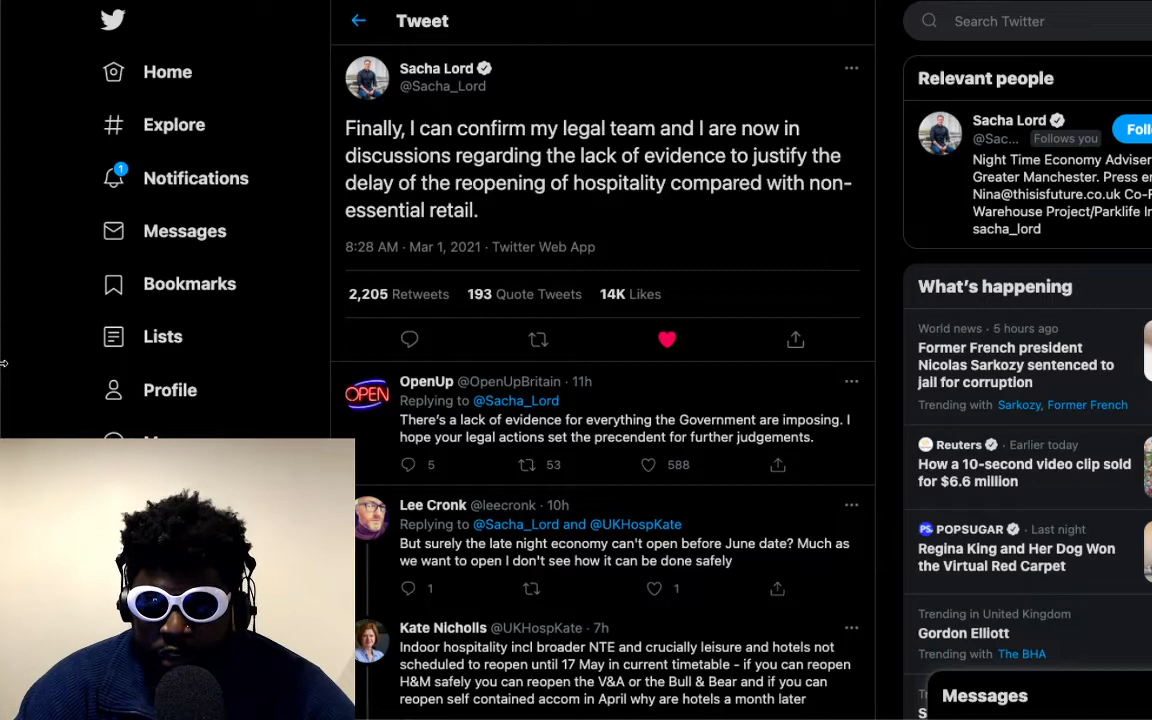 Home
Explore
1
Notifications
Messages
Bookmarks
Lists
Profile
Tweet
Sacha Lord
@Sacha_Lord
Finally, I can confirm my legal team and I are now in
discussions regarding the lack of evidence to justify the
delay of the reopening of hospitality compared with non-
essential retail.
8:28 AM · Mar 1, 2021 · Twitter Web App
2,205 Retweets 193 Quote Tweets 14K Likes
OPEN
OpenUp @OpenUpBritain · 11h
Replying to @Sacha_Lord
There's a lack of evidence for everything the Government are imposing. I
hope your legal actions set the precendent for further judgements.
5 53 588
Lee Cronk @leecronk · 10h
Replying to @Sacha_Lord and @UKHospKate
But surely the late night economy can't open before June date? Much as
we want to open I don't see how it can be done safely
1 1
Kate Nicholls @UKHospKate · 7h
Indoor hospitality incl broader NTE and crucially leisure and hotels not
scheduled to reopen until 17 May in current timetable - if you can reopen
H&M safely you can reopen the V&A or the Bull & Bear and if you can
reopen self contained accom in April why are hotels a month later
Search Twitter
Relevant people
Sacha Lord
@Sac... Follows you
Foll
Night Time Economy Adviser
Greater Manchester. Press en
Nina@thisisfuture.co.uk Co-F
Warehouse Project/Parklife In
sacha_lord
What's happening
World news · 5 hours ago
Former French president
Nicolas Sarkozy sentenced to
jail for corruption
Trending with Sarkozy, Former French
Reuters · Earlier today
How a 10-second video clip sold
for $6.6 million
PS. POPSUGAR · Last night
Regina King and Her Dog Won
the Virtual Red Carpet
Trending in United Kingdom
Gordon Elliott
Trending with The BHA
Messages